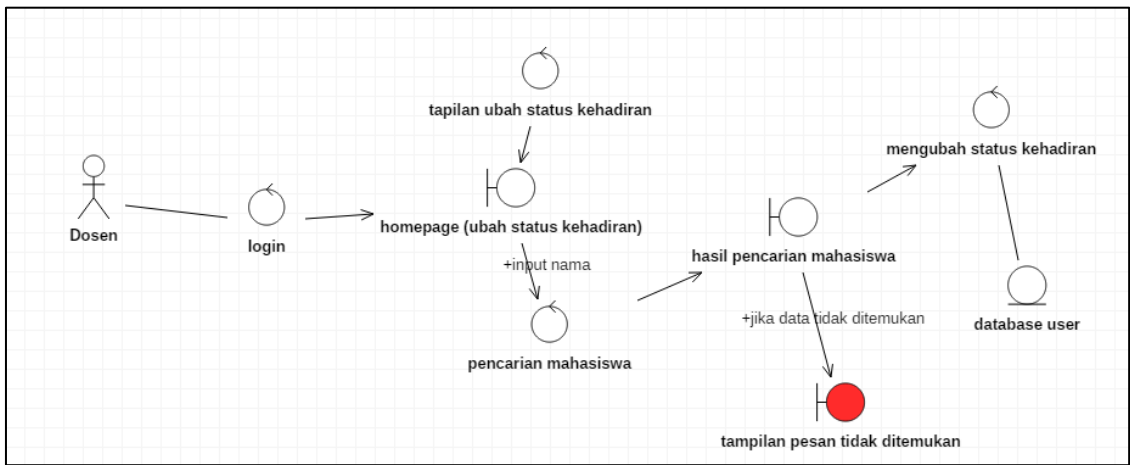 tapilan ubah status kehadiran
mengubah status kehadiran
Dosen
login
homepage (ubah status kehadiran)
+input nama
hasil pencarian mahasiswa
+jika data tidak ditemukan
database user
pencarian mahasiswa
tampilan pesan tidak ditemukan